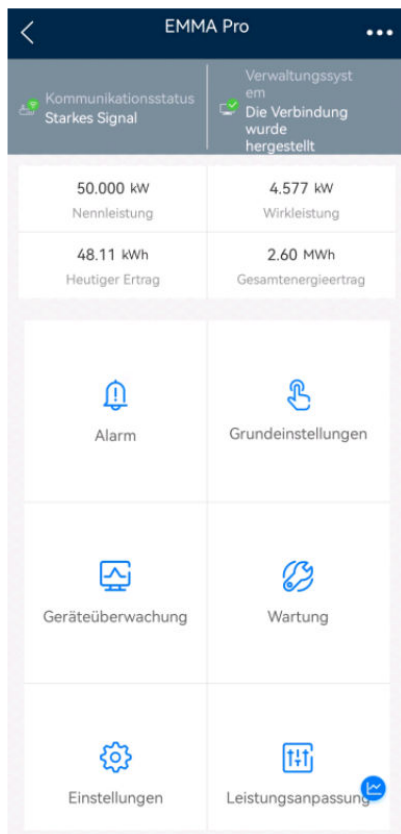 EMMA Pro
Kommunikationsstatus
Starkes Signal
Verwaltungssyst
em
Die Verbindung
wurde
hergestellt
50.000 kW
Nennleistung
4.577 kW
Wirkleistung
48.11 kWh
Heutiger Ertrag
2.60 MWh
Gesamtenergieertrag
Alarm
Grundeinstellungen
Geräteüberwachung
Wartung
Einstellungen
Leistungsanpassung